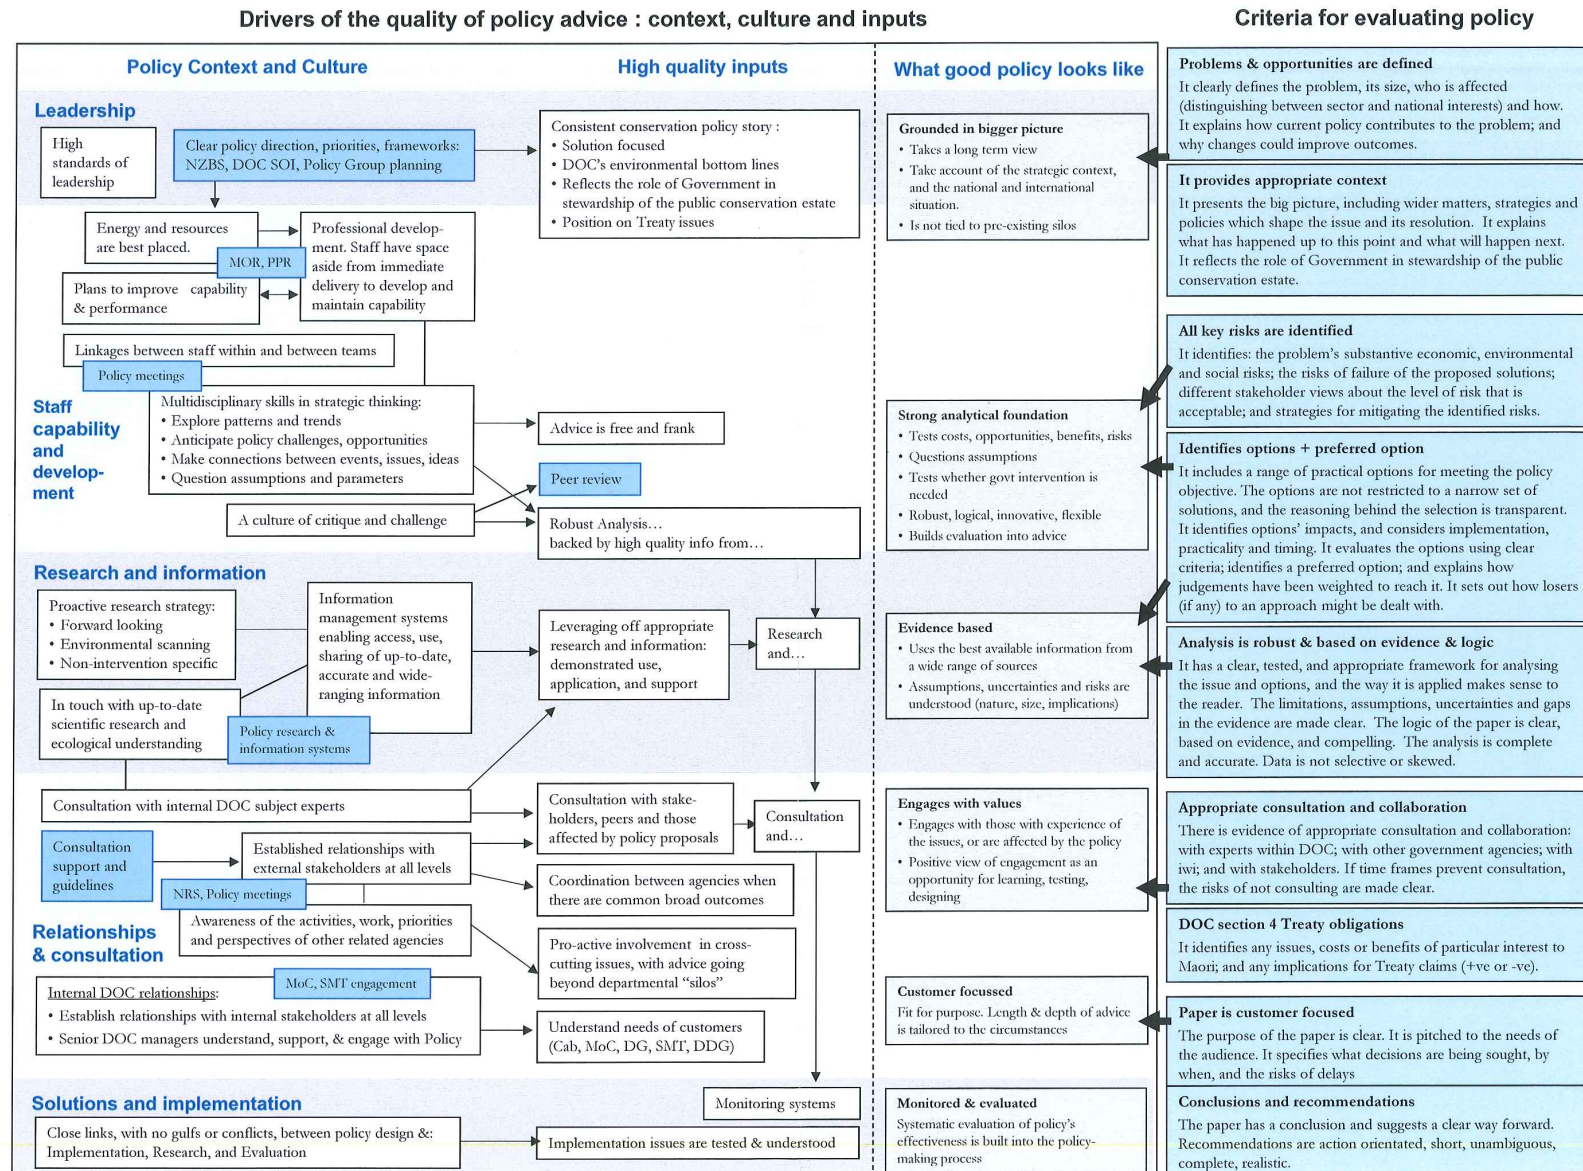 Drivers of the quality of policy advice : context, culture and inputs
Criteria for evaluating policy
Policy Context and Culture
High quality inputs
What good policy looks like
Leadership
High
standards of
leadership
Clear policy direction, priorities, frameworks:
NZBS, DOC SOI, Policy Group planning
Energy and resources
are best placed.
MOR, PPR
Professional develop-
ment. Staff have space
aside from immediate
delivery to develop and
maintain capability
Plans to improve capability
& performance
Linkages between staff within and between teams
Policy meetings
Staff
capability
and
develop-
ment
Multidisciplinary skills in strategic thinking:
• Explore patterns and trends
• Anticipate policy challenges, opportunities
• Make connections between events, issues, ideas
• Question assumptions and parameters
A culture of critique and challenge
Research and information
Proactive research strategy:
• Forward looking
• Environmental scanning
• Non-intervention specific
Information
management systems
enabling access, use,
sharing of up-to-date,
accurate and wide-
ranging information
In touch with up-to-date
scientific research and
ecological understanding
Policy research &
information systems
Consultation with internal DOC subject experts
Consultation
support and
guidelines
Established relationships with
external stakeholders at all levels
NRS, Policy meetings
Awareness of the activities, work, priorities
and perspectives of other related agencies
Relationships
& consultation
MoC, SMT engagement
Internal DOC relationships:
• Establish relationships with internal stakeholders at all levels
• Senior DOC managers understand, support, & engage with Policy
Solutions and implementation
Close links, with no gulfs or conflicts, between policy design &:
Implementation, Research, and Evaluation
Consistent conservation policy story :
• Solution focused
• DOC's environmental bottom lines
• Reflects the role of Government in
stewardship of the public conservation estate
• Position on Treaty issues
Advice is free and frank
Peer review
Robust Analysis…
backed by high quality info from…
Leveraging off appropriate
research and information:
demonstrated use,
application, and support
Research
and…
Consultation with stake-
holders, peers and those
affected by policy proposals
Consultation
and…
Coordination between agencies when
there are common broad outcomes
Pro-active involvement in cross-
cutting issues, with advice going
beyond departmental "silos"
Understand needs of customers
(Cab, MoC, DG, SMT, DDG)
Monitoring systems
Implementation issues are tested & understood
Grounded in bigger picture
• Takes a long term view
• Take account of the strategic context,
and the national and international
situation.
• Is not tied to pre-existing silos
Strong analytical foundation
• Tests costs, opportunities, benefits, risks
• Questions assumptions
• Tests whether govt intervention is
needed
• Robust, logical, innovative, flexible
• Builds evaluation into advice
Evidence based
• Uses the best available information from
a wide range of sources
• Assumptions, uncertainties and risks are
understood (nature, size, implications)
Engages with values
• Engages with those with experience of
the issues, or are affected by the policy
• Positive view of engagement as an
opportunity for learning, testing,
designing
Customer focussed
Fit for purpose. Length & depth of advice
is tailored to the circumstances
Monitored & evaluated
Systematic evaluation of policy's
effectiveness is built into the policy-
making process
Problems & opportunities are defined
It clearly defines the problem, its size, who is affected
(distinguishing between sector and national interests) and how.
It explains how current policy contributes to the problem; and
why changes could improve outcomes.
It provides appropriate context
It presents the big picture, including wider matters, strategies and
policies which shape the issue and its resolution. It explains
what has happened up to this point and what will happen next.
It reflects the role of Government in stewardship of the public
conservation estate.
All key risks are identified
It identifies: the problem's substantive economic, environmental
and social risks; the risks of failure of the proposed solutions;
different stakeholder views about the level of risk that is
acceptable; and strategies for mitigating the identified risks.
Identifies options + preferred option
It includes a range of practical options for meeting the policy
objective. The options are not restricted to a narrow set of
solutions, and the reasoning behind the selection is transparent.
It identifies options' impacts, and considers implementation,
practicality and timing. It evaluates the options using clear
criteria; identifies a preferred option; and explains how
judgements have been weighted to reach it. It sets out how losers
(if any) to an approach might be dealt with.
Analysis is robust & based on evidence & logic
It has a clear, tested, and appropriate framework for analysing
the issue and options, and the way it is applied makes sense to
the reader. The limitations, assumptions, uncertainties and gaps
in the evidence are made clear. The logic of the paper is clear,
based on evidence, and compelling. The analysis is complete
and accurate. Data is not selective or skewed.
Appropriate consultation and collaboration
There is evidence of appropriate consultation and collaboration:
with experts within DOC; with other government agencies; with
iwi; and with stakeholders. If time frames prevent consultation,
the risks of not consulting are made clear.
DOC section 4 Treaty obligations
It identifies any issues, costs or benefits of particular interest to
Maori; and any implications for Treaty claims (+ve or -ve).
Paper is customer focused
The purpose of the paper is clear. It is pitched to the needs of
the audience. It specifies what decisions are being sought, by
when, and the risks of delays
Conclusions and recommendations
The paper has a conclusion and suggests a clear way forward.
Recommendations are action orientated, short, unambiguous,
complete, realistic.